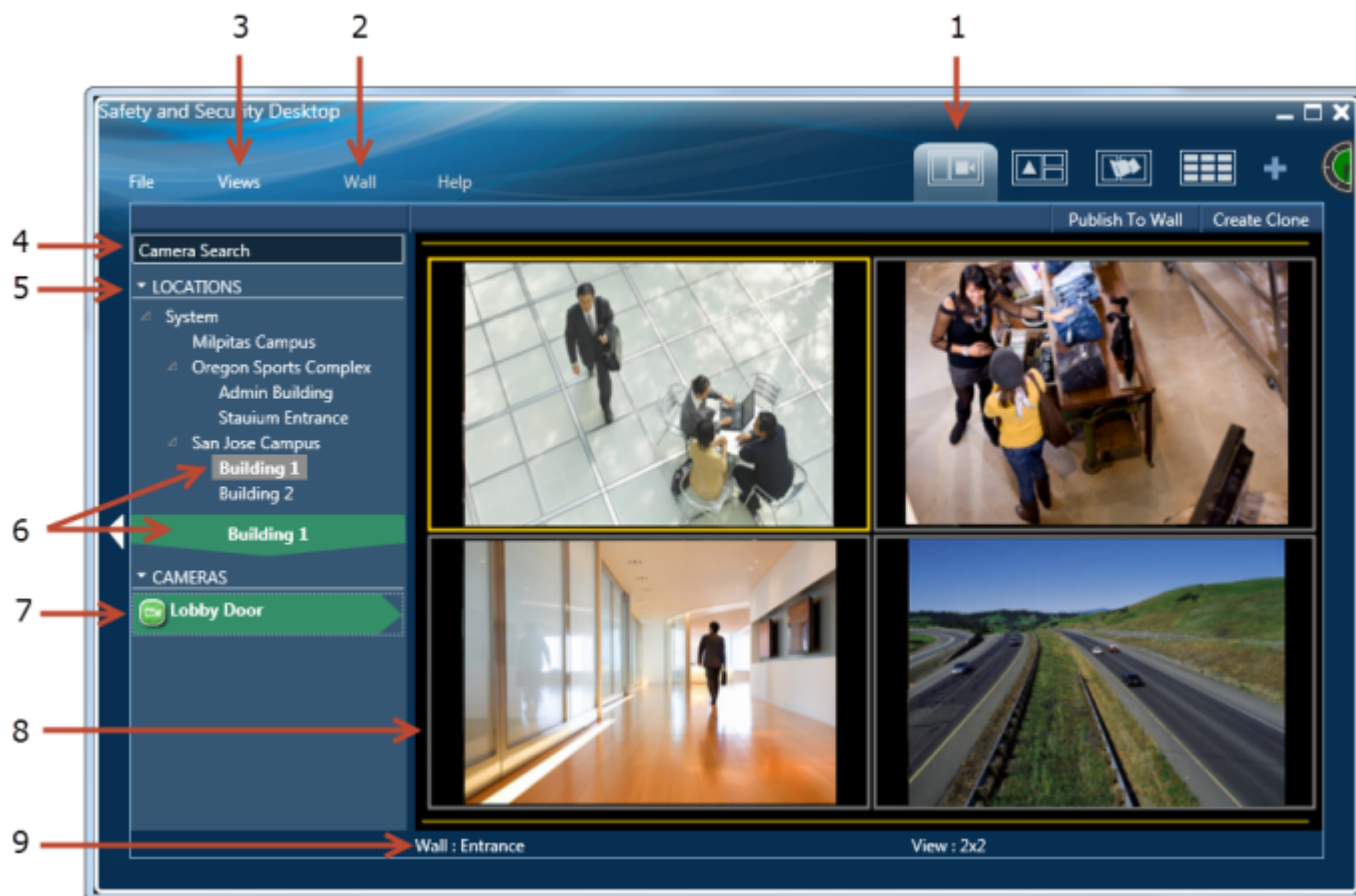 3 2 1
Safety and Security Desktop
File Views Wall Help
Publish To Wall Create Clone
4
Camera Search
5
LOCATIONS
System
Milpitas Campus
Oregon Sports Complex
Admin Building
Stauium Entrance
San Jose Campus
Building 1
Building 2
6
Building 1
CAMERAS
7
Lobby Door
8
9
Wall : Entrance View : 2x2